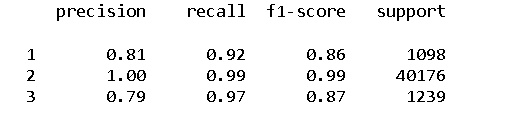 precision recall f1-score support
1 0.81 0.92 0.86 1098
2 1.00 0.99 0.99 40176
3 0.79 0.97 0.87 1239